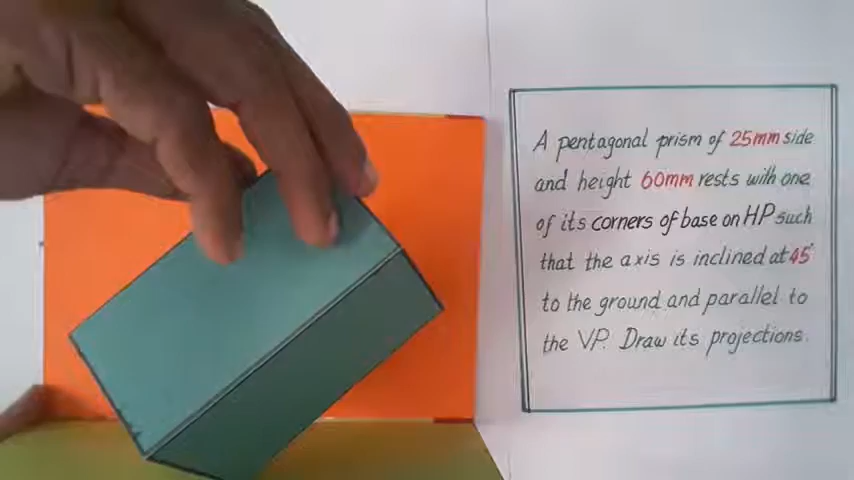 A pentagonal prism of 25mm side
and height 60mm rests with one
of its corners of base on HP such
that the axis is inclined at 45°
to the ground and parallel to
the VP. Draw its projections.